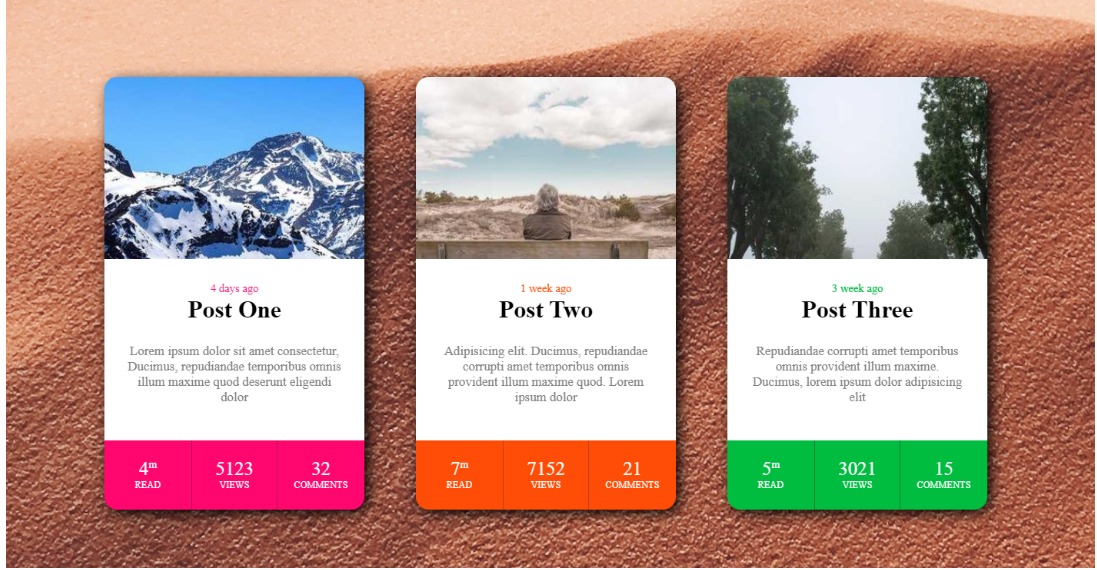 4 days ago
Post One
Lorem ipsum dolor sit amet consectetur,
Ducimus, repudiandae temporibus omnis
illum maxime quod deserunt eligendi
dolor
4m
READ
5123
VIEWS
32
COMMENTS
1 week ago
Post Two
Adipisicing elit. Ducimus, repudiandae
corrupti amet temporibus omnis
provident illum maxime quod. Lorem
ipsum dolor
7m
READ
7152
VIEWS
21
COMMENTS
3 week ago
Post Three
Repudiandae corrupti amet temporibus
omnis provident illum maxime.
Ducimus, lorem ipsum dolor adipisicing
elit
5m
READ
3021
VIEWS
15
COMMENTS